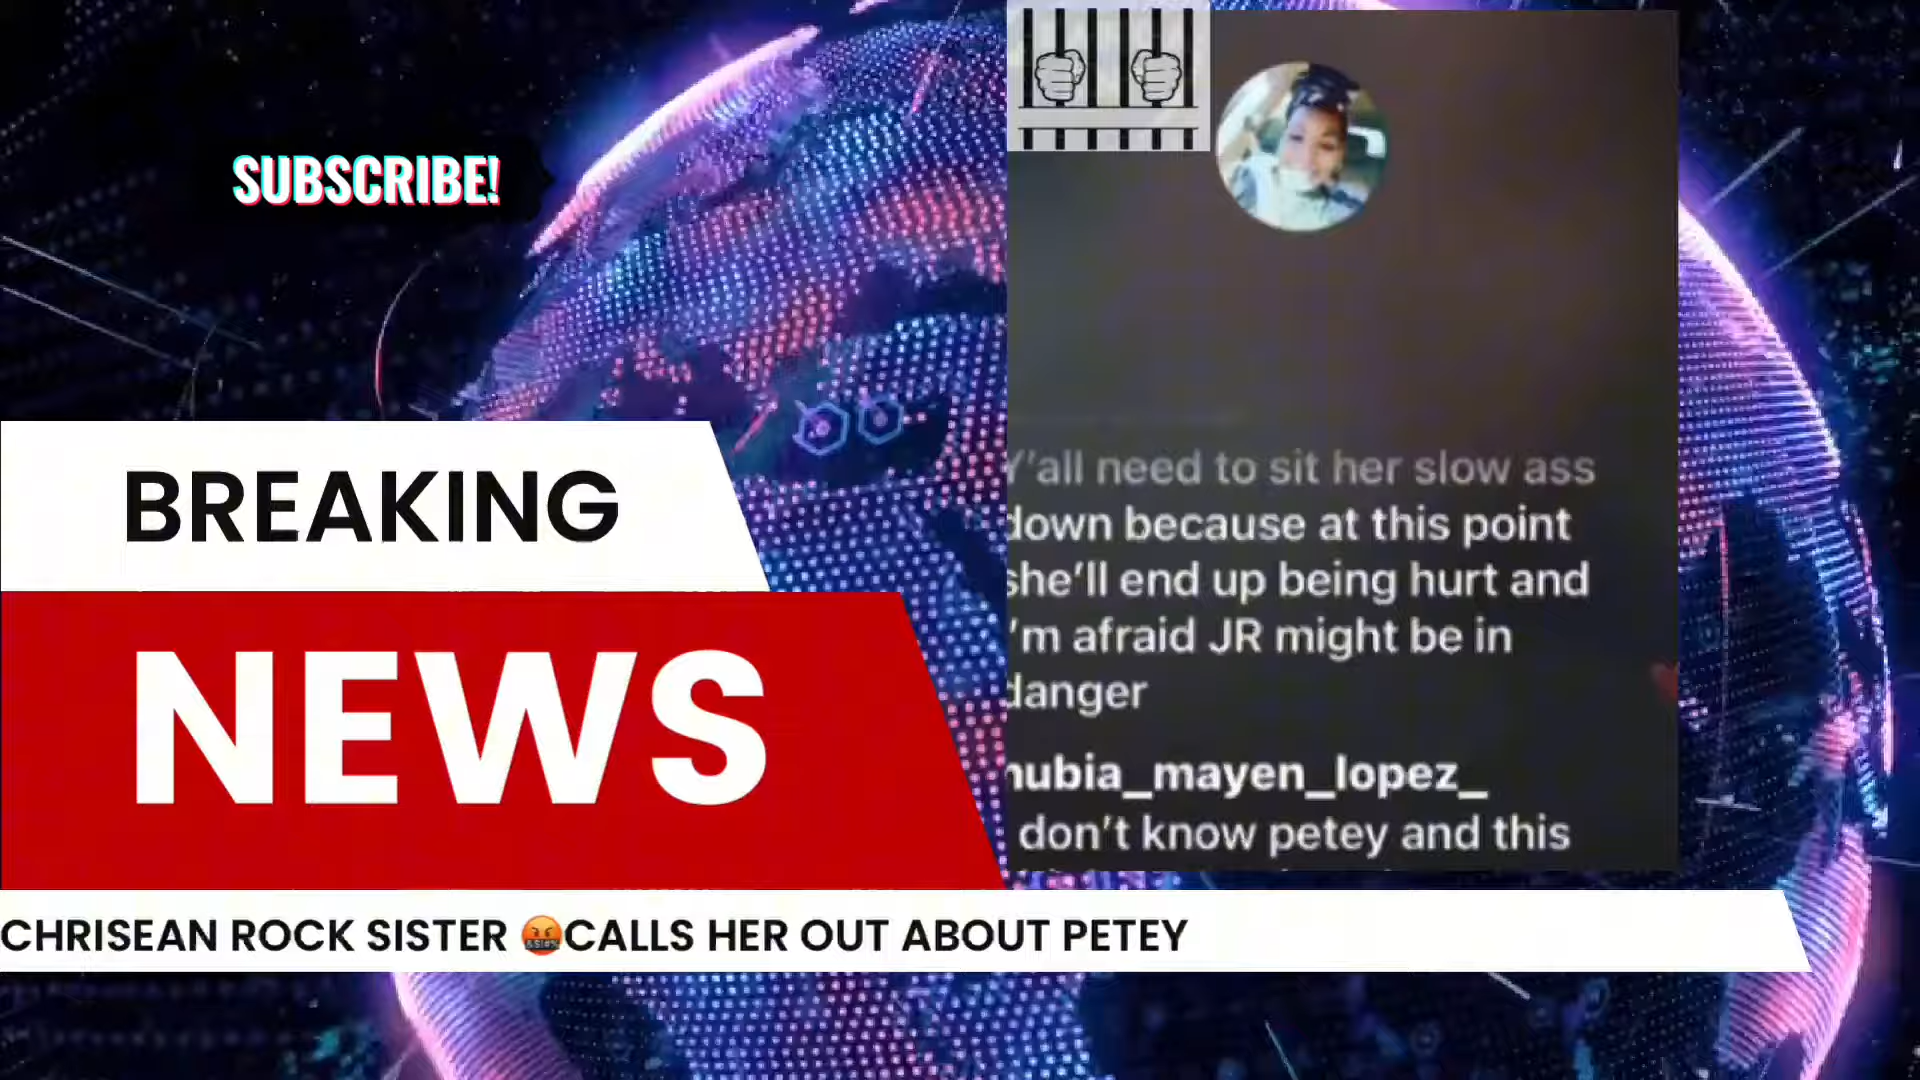 SUBSCRIBE!
BREAKING
NEWS
Y'all need to sit her slow ass
down because at this point
she'll end up being hurt and
'm afraid JR might be in
danger
nubia_mayen_lopez_
don't know petey and this
CHRISEAN ROCK SISTER 🤬CALLS HER OUT ABOUT PETEY